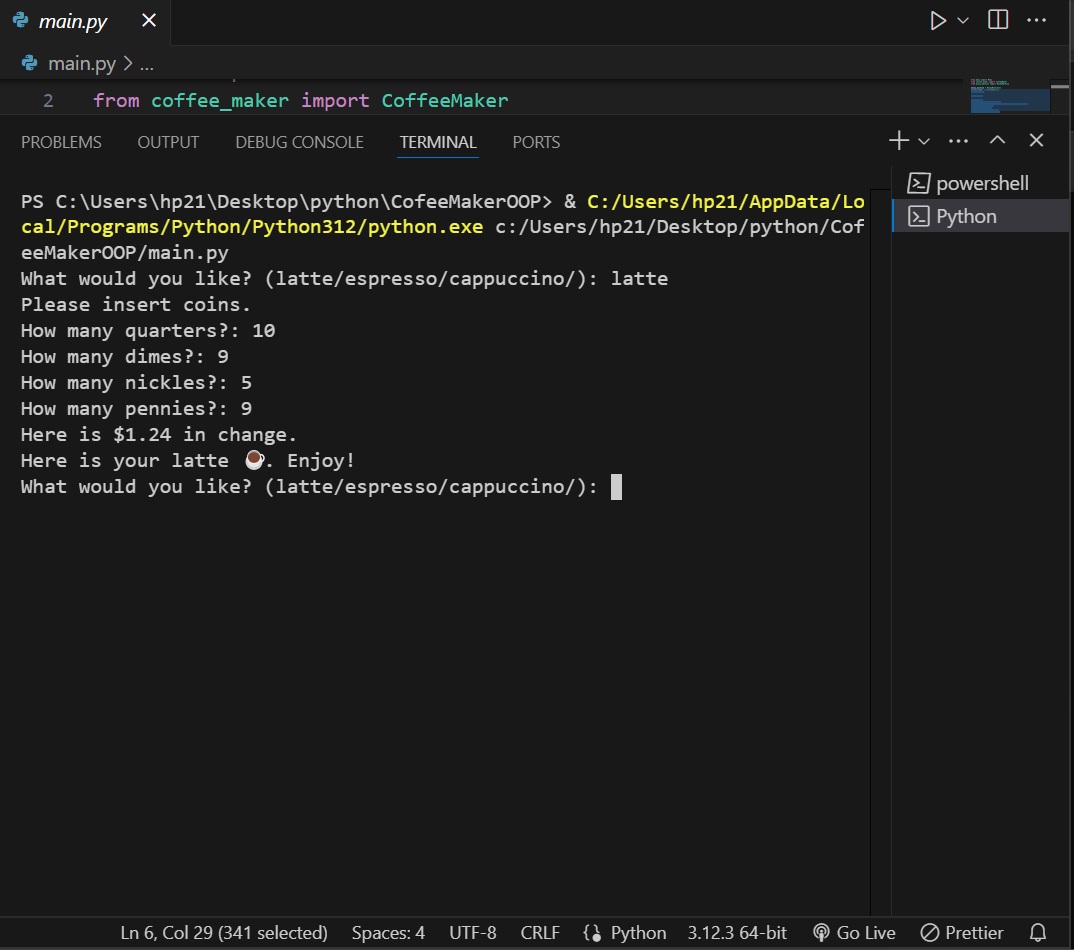 main.py
main.py > ...
2 from coffee_maker import CoffeeMaker
PROBLEMS OUTPUT DEBUG CONSOLE TERMINAL PORTS
powershell
Python
PS C:\Users\hp21\Desktop\python\CofeeMakerOOP> & C:/Users/hp21/AppData/Lo
cal/Programs/Python/Python312/python.exe c:/Users/hp21/Desktop/python/Cof
eeMakerOOP/main.py
What would you like? (latte/espresso/cappuccino/): latte
Please insert coins.
How many quarters?: 10
How many dimes?: 9
How many nickles?: 5
How many pennies?: 9
Here is $1.24 in change.
Here is your latte ☕. Enjoy!
What would you like? (latte/espresso/cappuccino/):
Ln 6, Col 29 (341 selected) Spaces: 4 UTF-8 CRLF Python 3.12.3 64-bit Go Live Prettier